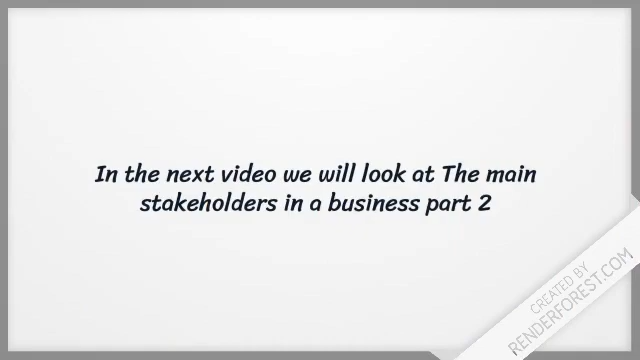 In the next video we will look at The main
stakeholders in a business part 2
CREATED BY
RENDERFOREST.COM